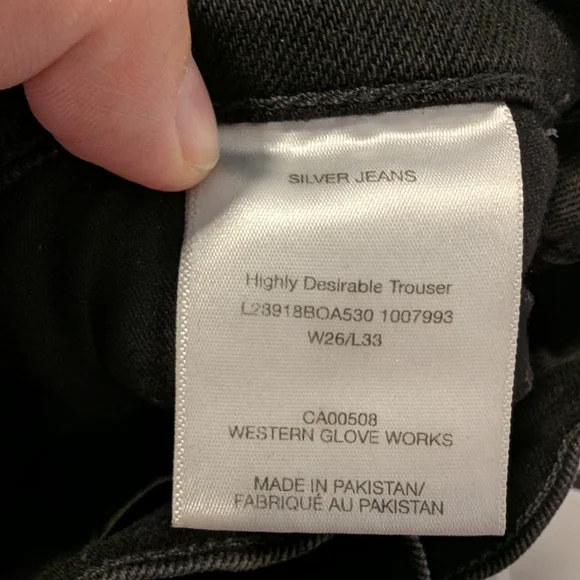 SILVER JEANS
Highly Desirable Trouser
L23918BOA530 1007993
W26/L33
CA00508
WESTERN GLOVE WORKS
MADE IN PAKISTAN/
FABRIQUÉ AU PAKISTAN